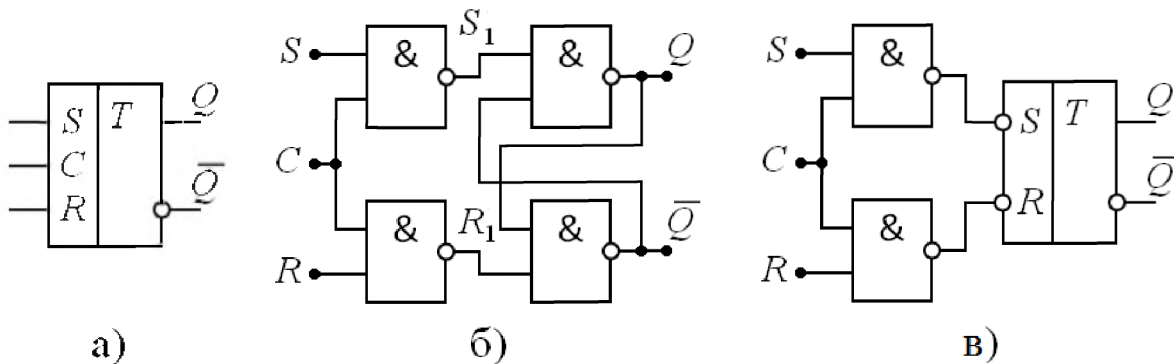 S T Q
C
R Q̅
а)
S & S₁ & Q
C
R & R₁ & Q̅
б)
S & S T Q
C
R & R Q̅
в)